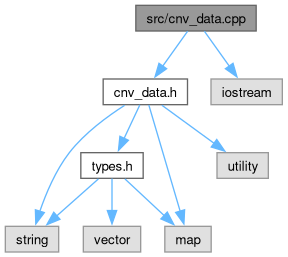 src/cnv_data.cpp
cnv_data.h
iostream
types.h
utility
string
vector
map